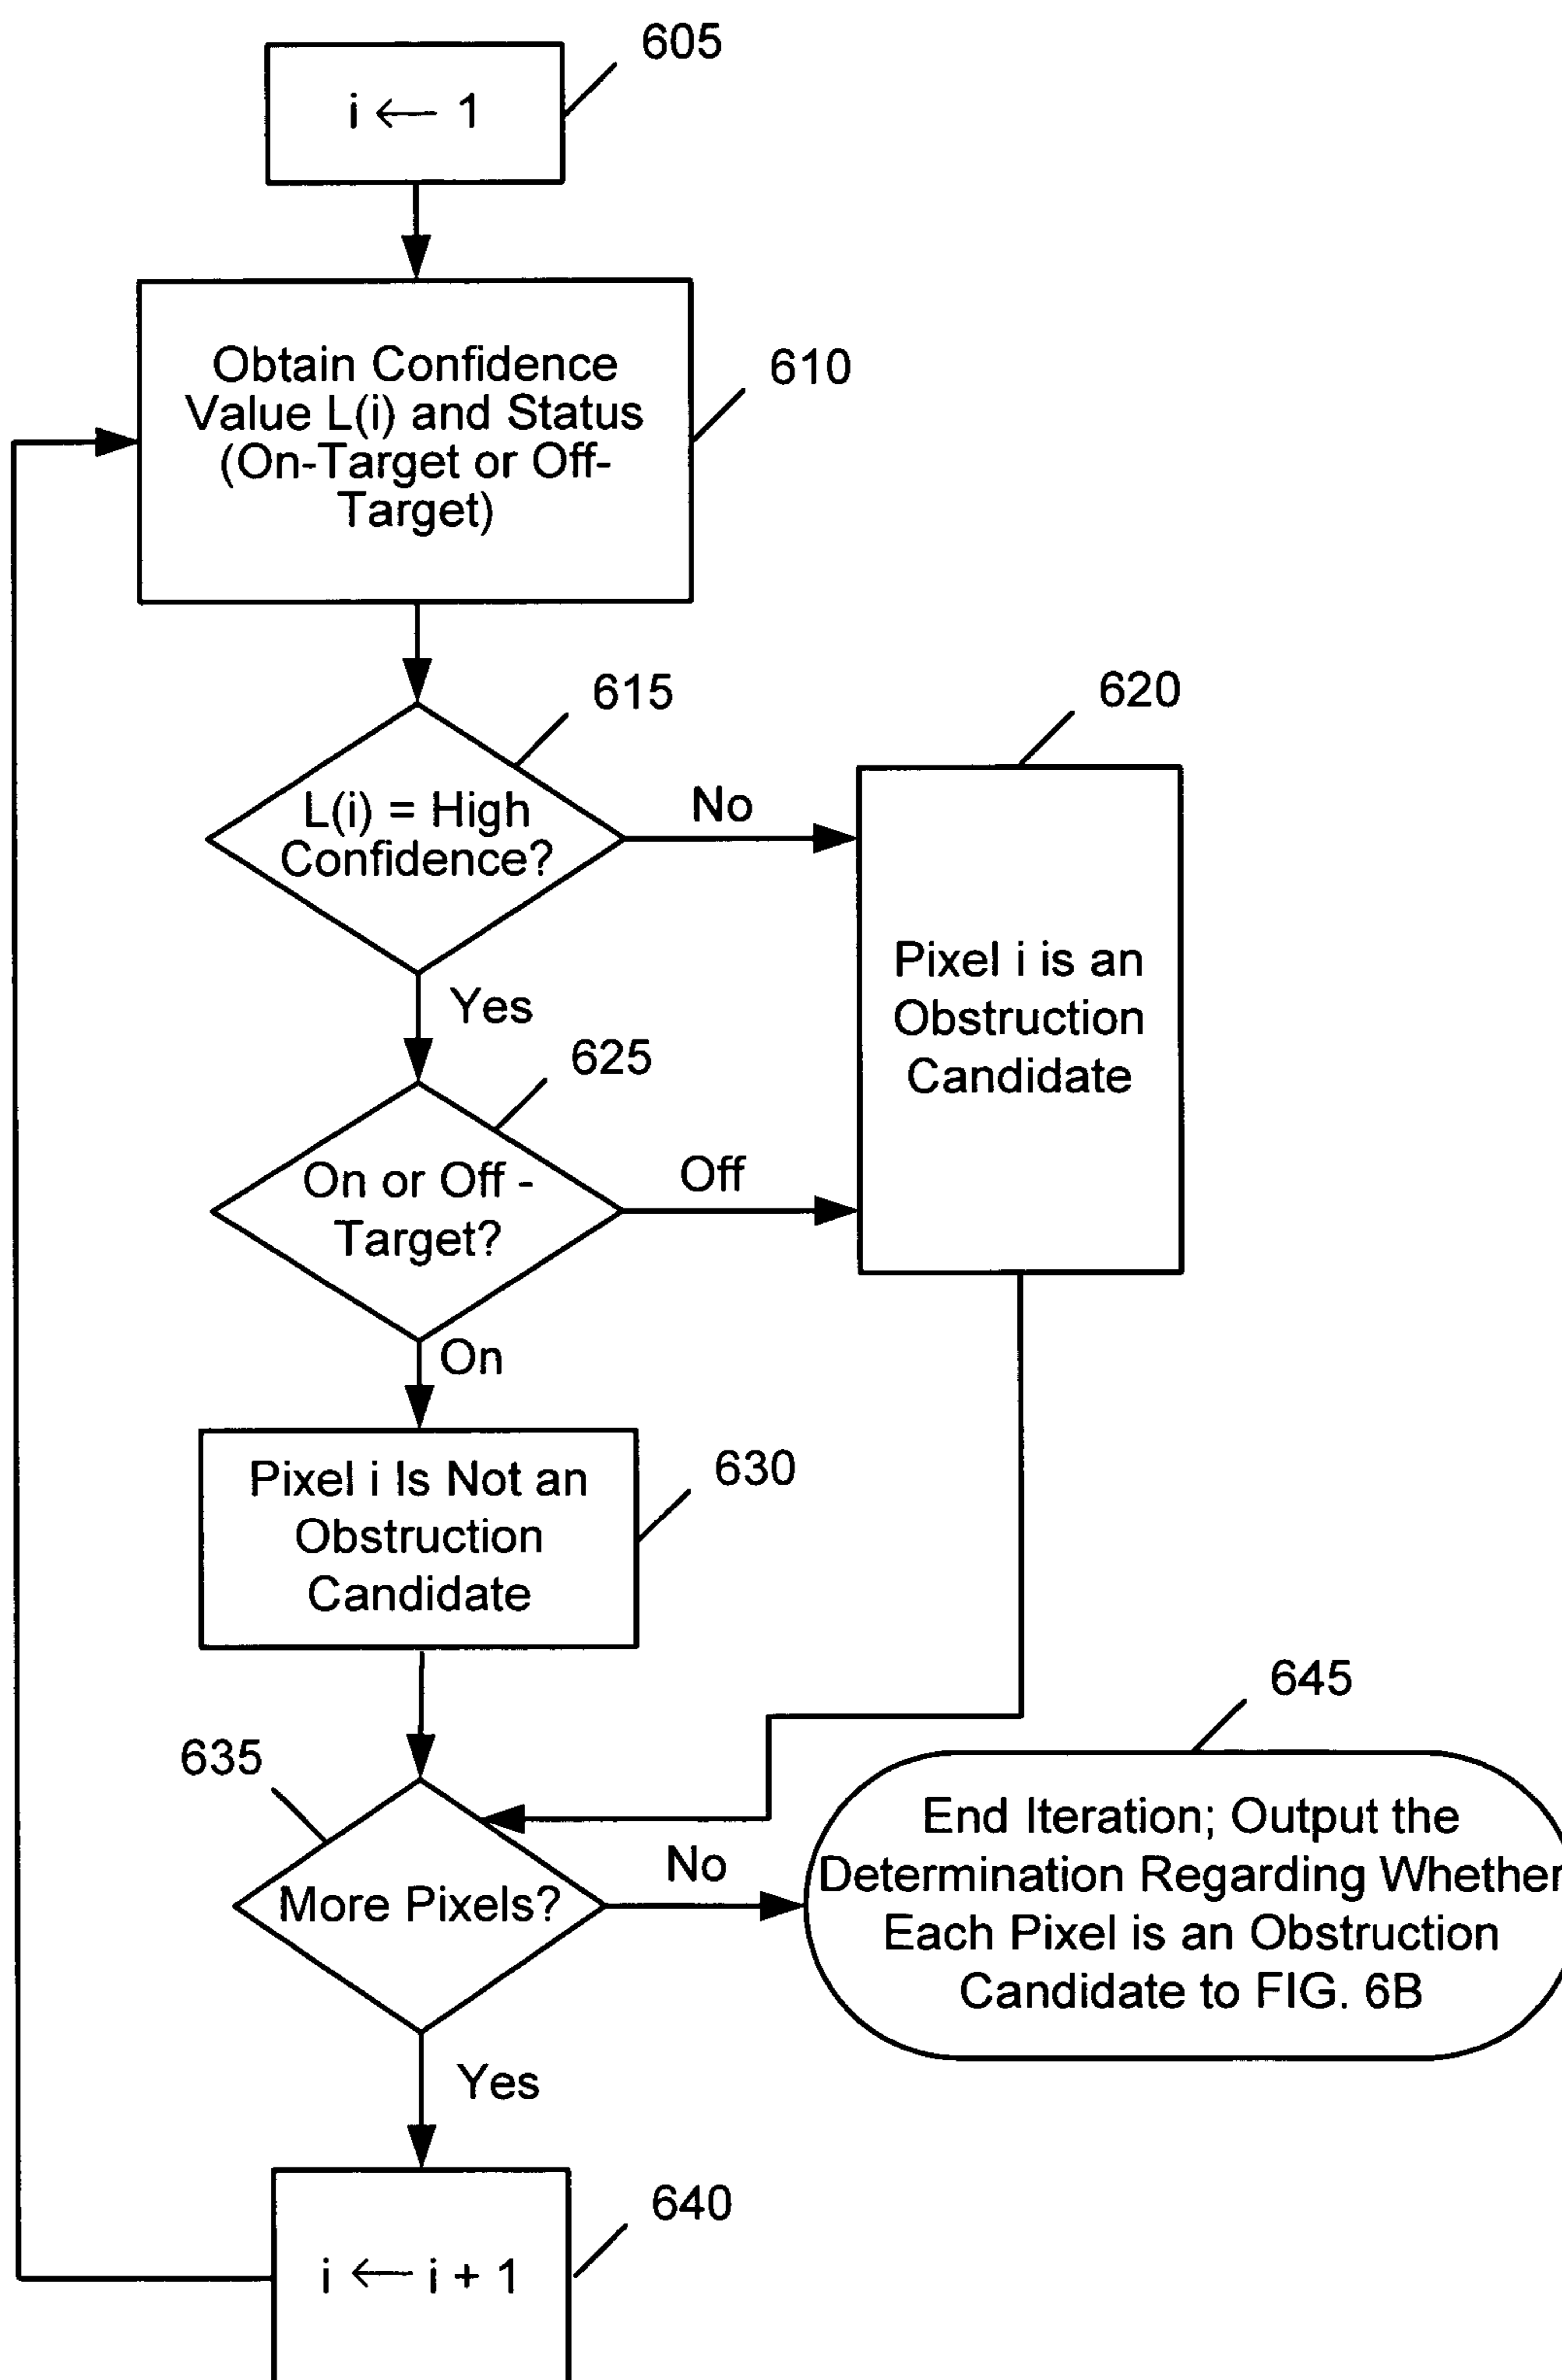 605
i ← 1
610
Obtain Confidence
Value L(i) and Status
(On-Target or Off-
Target)
615
L(i) = High
Confidence?
No
Yes
620
Pixel i is an
Obstruction
Candidate
625
On or Off -
Target?
Off
On
630
Pixel i Is Not an
Obstruction
Candidate
635
More Pixels?
No
Yes
645
End Iteration; Output the
Determination Regarding Whether
Each Pixel is an Obstruction
Candidate to FIG. 6B
640
i ← i + 1